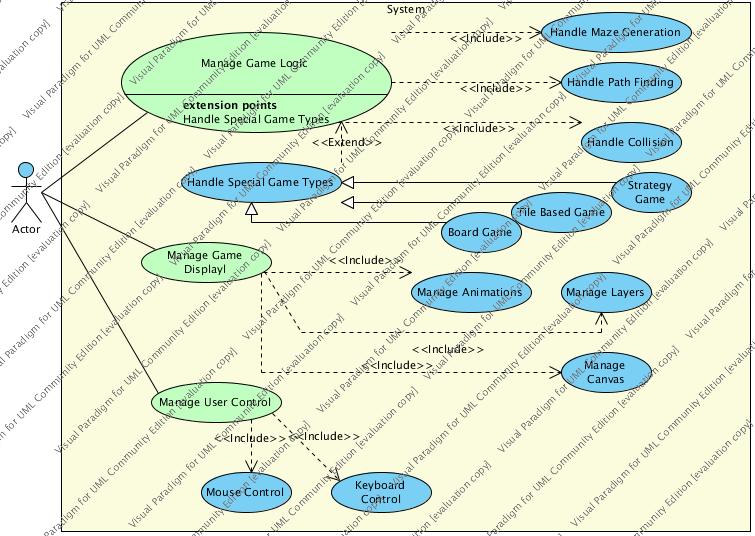 System
Manage Game Logic
extension points
Handle Special Game Types
<<Include>>
Handle Maze Generation
<<Include>>
Handle Path Finding
<<Include>>
Handle Collision
<<Extend>>
Actor
Handle Special Game Types
Strategy
Game
File Based Game
Board Game
Manage Game
Displayl
<<Include>>
Manage Animations
Manage Layers
<<Include>>
<<Include>>
Manage
Canvas
Manage User Control
<<Include>>
<<Include>>
Mouse Control
Keyboard
Control
Visual Paradigm for UML Community Edition [evaluation copy]